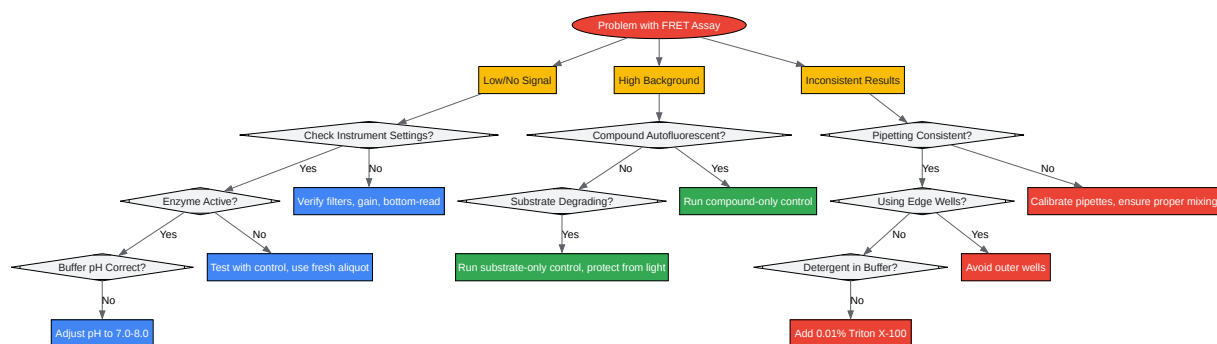 Problem with FRET Assay
Low/No Signal
High Background
Inconsistent Results
Check Instrument Settings?
Compound Autofluorescent?
Pipetting Consistent?
Yes
No
No
Yes
Yes
No
Enzyme Active?
Verify filters, gain, bottom-read
Substrate Degrading?
Run compound-only control
Using Edge Wells?
Calibrate pipettes, ensure proper mixing
Yes
No
Yes
No
Yes
Buffer pH Correct?
Test with control, use fresh aliquot
Run substrate-only control, protect from light
Detergent in Buffer?
Avoid outer wells
No
No
Adjust pH to 7.0-8.0
Add 0.01% Triton X-100